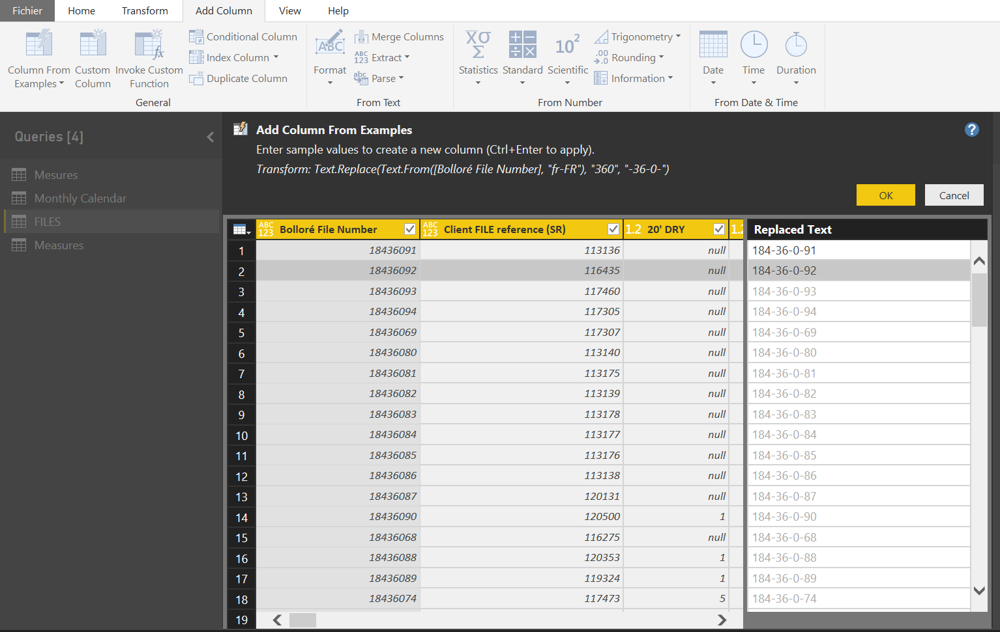 Fichier Home Transform Add Column View Help
Column From Examples
Custom Column
Invoke Custom Function
Conditional Column
Index Column
Duplicate Column
General
Format
Merge Columns
Extract
Parse
From Text
Statistics
Standard
Scientific
Trigonometry
Rounding
Information
From Number
Date
Time
Duration
From Date & Time
Queries [4]
Mesures
Monthly Calendar
FILES
Measures
Add Column From Examples
Enter sample values to create a new column (Ctrl+Enter to apply).
Transform: Text.Replace(Text.From([Bolloré File Number], "fr-FR"), "360", "-36-0-")
OK Cancel
ABC 123 Bolloré File Number ABC 123 Client FILE reference (SR) 1.2 20' DRY 1.2 Replaced Text
1 18436091 113136 null 184-36-0-91
2 18436092 116435 null 184-36-0-92
3 18436093 117460 null 184-36-0-93
4 18436094 117305 null 184-36-0-94
5 18436069 117307 null 184-36-0-69
6 18436080 113140 null 184-36-0-80
7 18436081 113175 null 184-36-0-81
8 18436082 113139 null 184-36-0-82
9 18436083 113178 null 184-36-0-83
10 18436084 113177 null 184-36-0-84
11 18436085 113176 null 184-36-0-85
12 18436086 113138 null 184-36-0-86
13 18436087 120131 null 184-36-0-87
14 18436090 120500 1 184-36-0-90
15 18436068 116275 null 184-36-0-68
16 18436088 120353 1 184-36-0-88
17 18436089 119324 1 184-36-0-89
18 18436074 117473 5 184-36-0-74
19